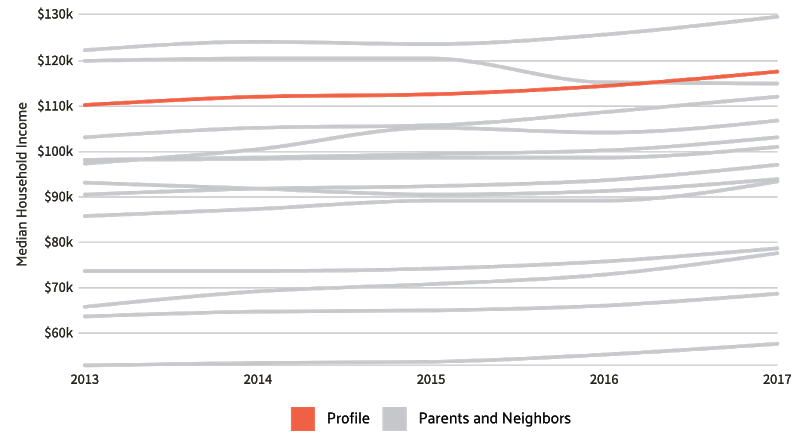 $130k
$120k
$110k
$100k
$90k
$80k
$70k
$60k
Median Household Income
2013 2014 2015 2016 2017
Profile Parents and Neighbors